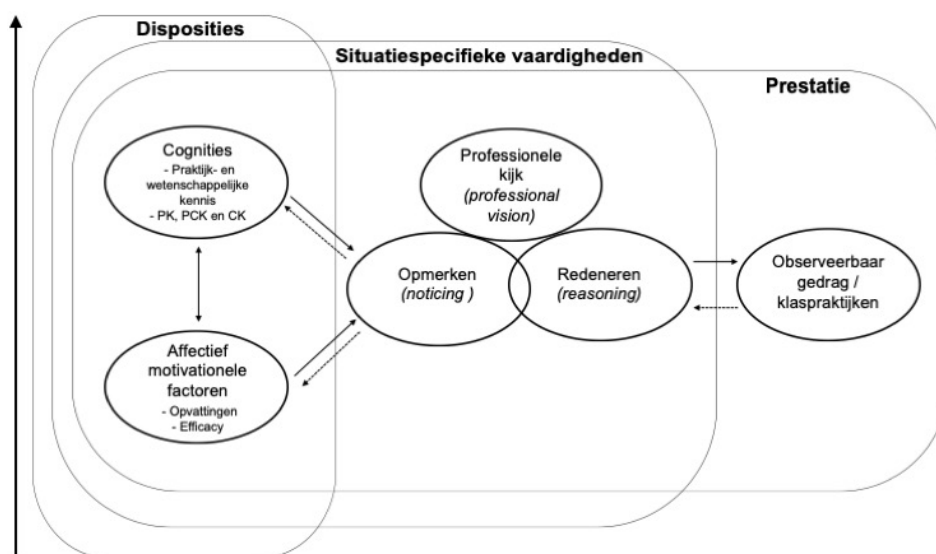 Disposities
Situatiespecifieke vaardigheden
Prestatie
Cognities
- Praktijk- en
wetenschappelijke
kennis
- PK, PCK en CK
Professionele
kijk
(professional
vision)
Opmerken
(noticing )
Redeneren
(reasoning)
Observeerbaar
gedrag /
klaspraktijken
Affectief
motivationele
factoren
- Opvattingen
- Efficacy